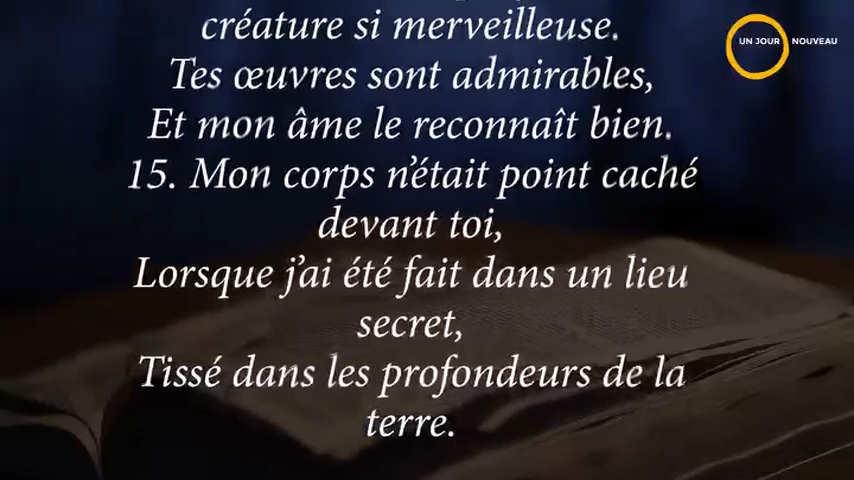 créature si merveilleuse.
Tes œuvres sont admirables,
Et mon âme le reconnaît bien.
15. Mon corps n'était point caché
devant toi,
Lorsque j'ai été fait dans un lieu
secret,
Tissé dans les profondeurs de la
terre.
UN JOUR NOUVEAU